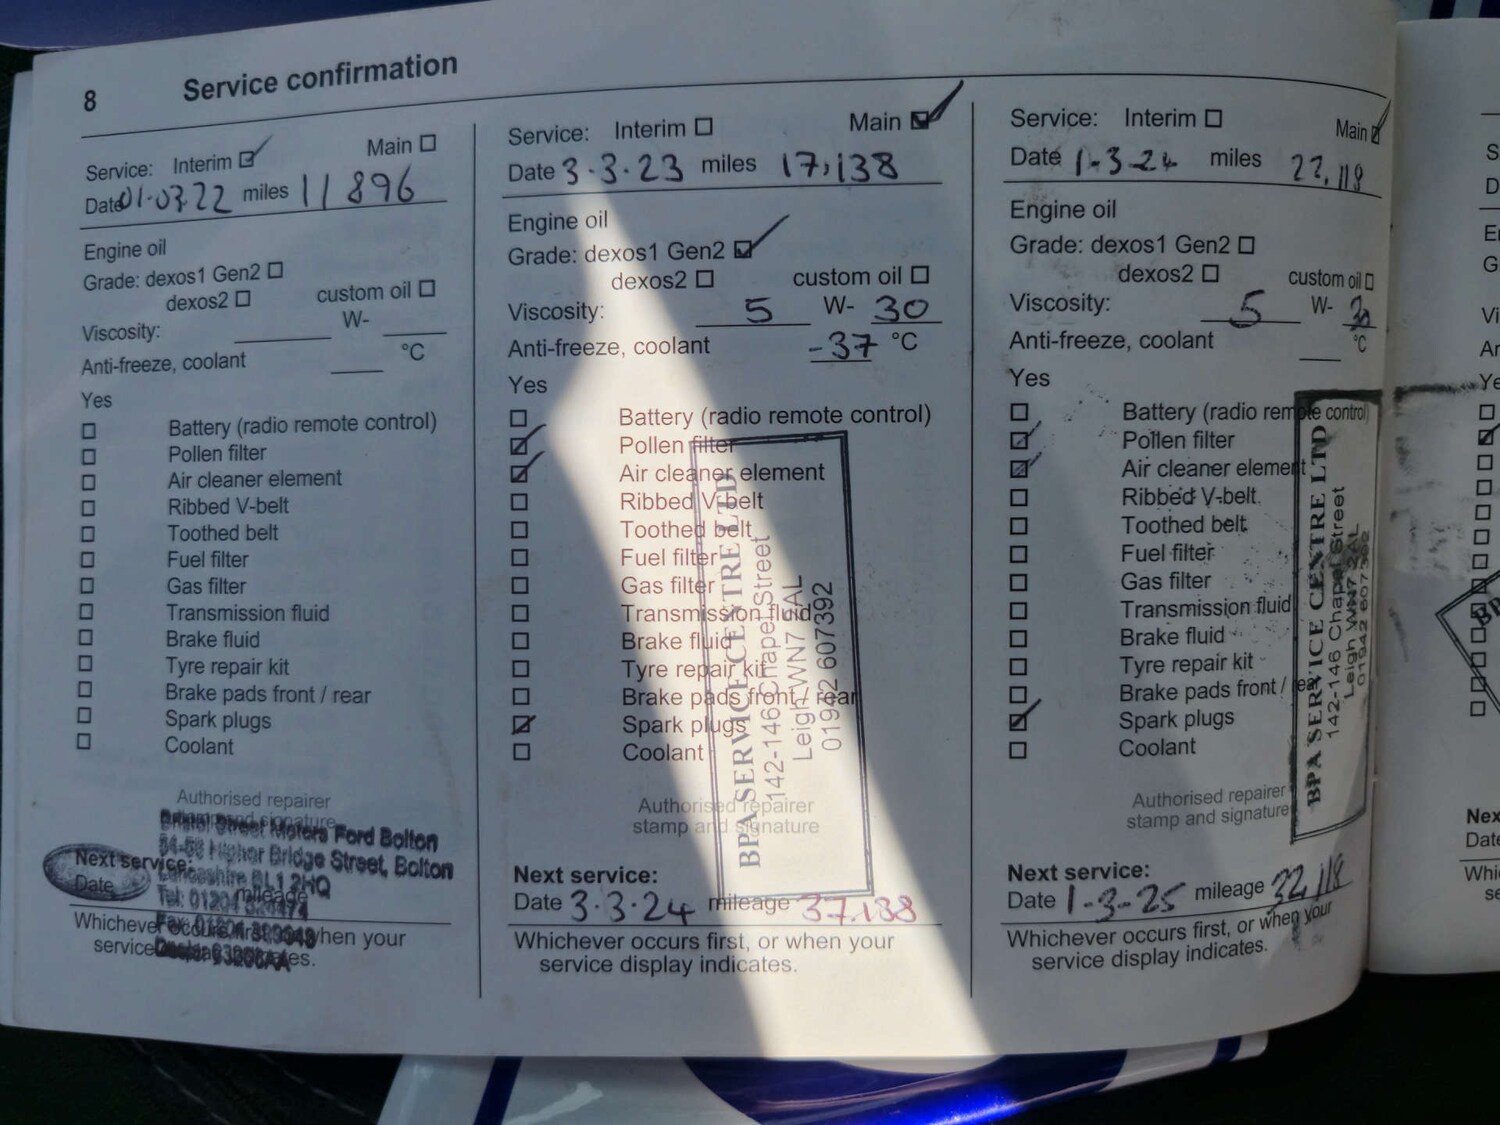 8 Service confirmation
Service: Interim Main
Date 01-03-22 miles 11896
Engine oil
Grade: dexos1 Gen2
dexos2 custom oil
Viscosity: W-
Anti-freeze, coolant °C
Yes
Battery (radio remote control)
Pollen filter
Air cleaner element
Ribbed V-belt
Toothed belt
Fuel filter
Gas filter
Transmission fluid
Brake fluid
Tyre repair kit
Brake pads front / rear
Spark plugs
Coolant
Authorised repairer
and signature
Bristol Street Motors Ford Bolton
54-56 Higher Bridge Street, Bolton
Lancashire BL1 2HQ
Next service:
Date mileage
Whichever occurs first, or when your
service
Service: Interim Main
Date 3-3-23 miles 17,138
Engine oil
Grade: dexos1 Gen2
dexos2 custom oil
Viscosity: 5 W- 30
Anti-freeze, coolant -37 °C
Yes
Battery (radio remote control)
Pollen filter
Air cleaner element
Ribbed V-belt
Toothed belt
Fuel filter
Gas filter
Transmission fluid
Brake fluid
Tyre repair kit
Brake pads front / rear
Spark plugs
Coolant
BPA SERVICE CENTRE LTD
142-146 Chapel Street
Leigh WN7 2AL
01942 607392
Authorised repairer
stamp and signature
Next service:
Date 3-3-24 mileage 37,138
Whichever occurs first, or when your
service display indicates.
Service: Interim Main
Date 1-3-24 miles 22,118
Engine oil
Grade: dexos1 Gen2
dexos2 custom oil
Viscosity: 5 W- 30
Anti-freeze, coolant °C
Yes
Battery (radio remote control)
Pollen filter
Air cleaner element
Ribbed V-belt
Toothed belt
Fuel filter
Gas filter
Transmission fluid
Brake fluid
Tyre repair kit
Brake pads front / rear
Spark plugs
Coolant
BPA SERVICE CENTRE LTD
142-146 Chapel Street
Leigh WN7 2AL
01942 607392
Authorised repairer
stamp and signature
Next service:
Date 1-3-25 mileage 32,118
Whichever occurs first, or when your
service display indicates.